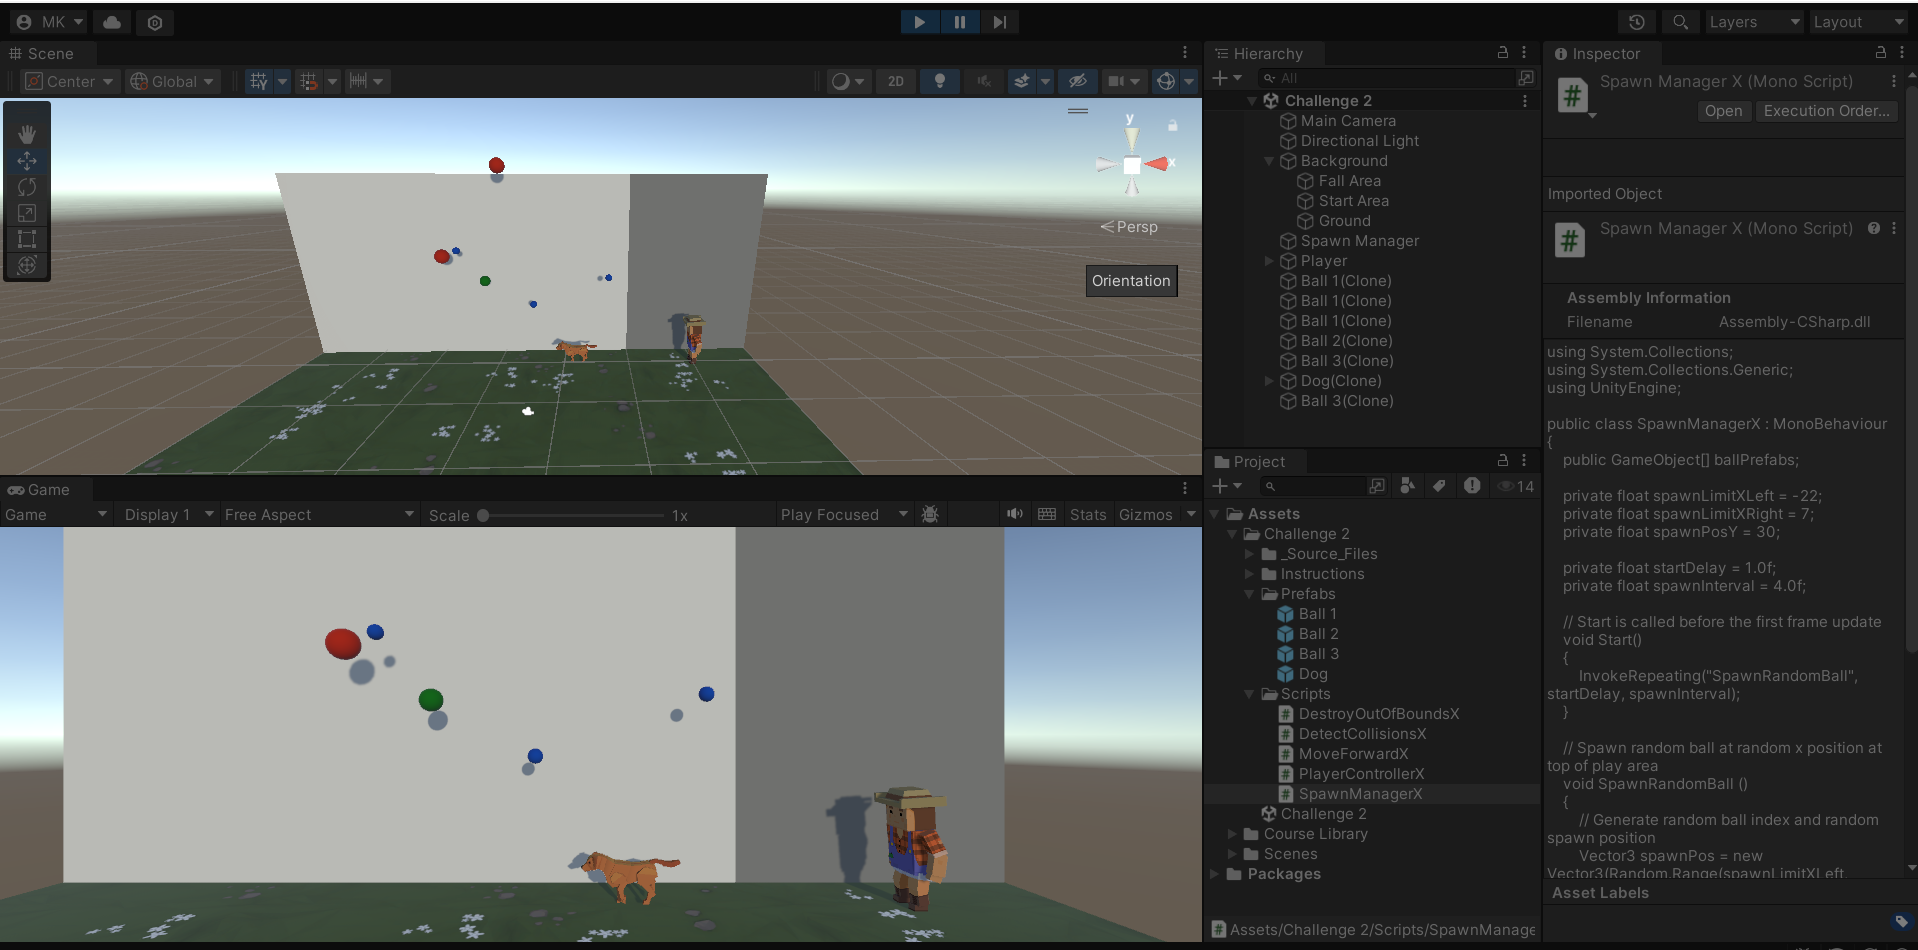 MK
Layers
Layout
Scene
Center
Global
2D
y
x
Persp
Orientation
Game
Game
Display 1
Free Aspect
Scale
1x
Play Focused
Stats
Gizmos
Hierarchy
All
Challenge 2
Main Camera
Directional Light
Background
Fall Area
Start Area
Ground
Spawn Manager
Player
Ball 1(Clone)
Ball 1(Clone)
Ball 1(Clone)
Ball 2(Clone)
Ball 3(Clone)
Dog(Clone)
Ball 3(Clone)
Project
14
Assets
Challenge 2
_Source_Files
Instructions
Prefabs
Ball 1
Ball 2
Ball 3
Dog
Scripts
DestroyOutOfBoundsX
DetectCollisionsX
MoveForwardX
PlayerControllerX
SpawnManagerX
Challenge 2
Course Library
Scenes
Packages
Assets/Challenge 2/Scripts/SpawnManage
Inspector
Spawn Manager X (Mono Script)
Open
Execution Order...
Imported Object
Spawn Manager X (Mono Script)
Assembly Information
Filename Assembly-CSharp.dll
using System.Collections;
using System.Collections.Generic;
using UnityEngine;
public class SpawnManagerX : MonoBehaviour
{
public GameObject[] ballPrefabs;
private float spawnLimitXLeft = -22;
private float spawnLimitXRight = 7;
private float spawnPosY = 30;
private float startDelay = 1.0f;
private float spawnInterval = 4.0f;
// Start is called before the first frame update
void Start()
{
InvokeRepeating("SpawnRandomBall",
startDelay, spawnInterval);
}
// Spawn random ball at random x position at
top of play area
void SpawnRandomBall ()
{
// Generate random ball index and random
spawn position
Vector3 spawnPos = new
Vector3(Random.Range(spawnLimitXLeft,
Asset Labels